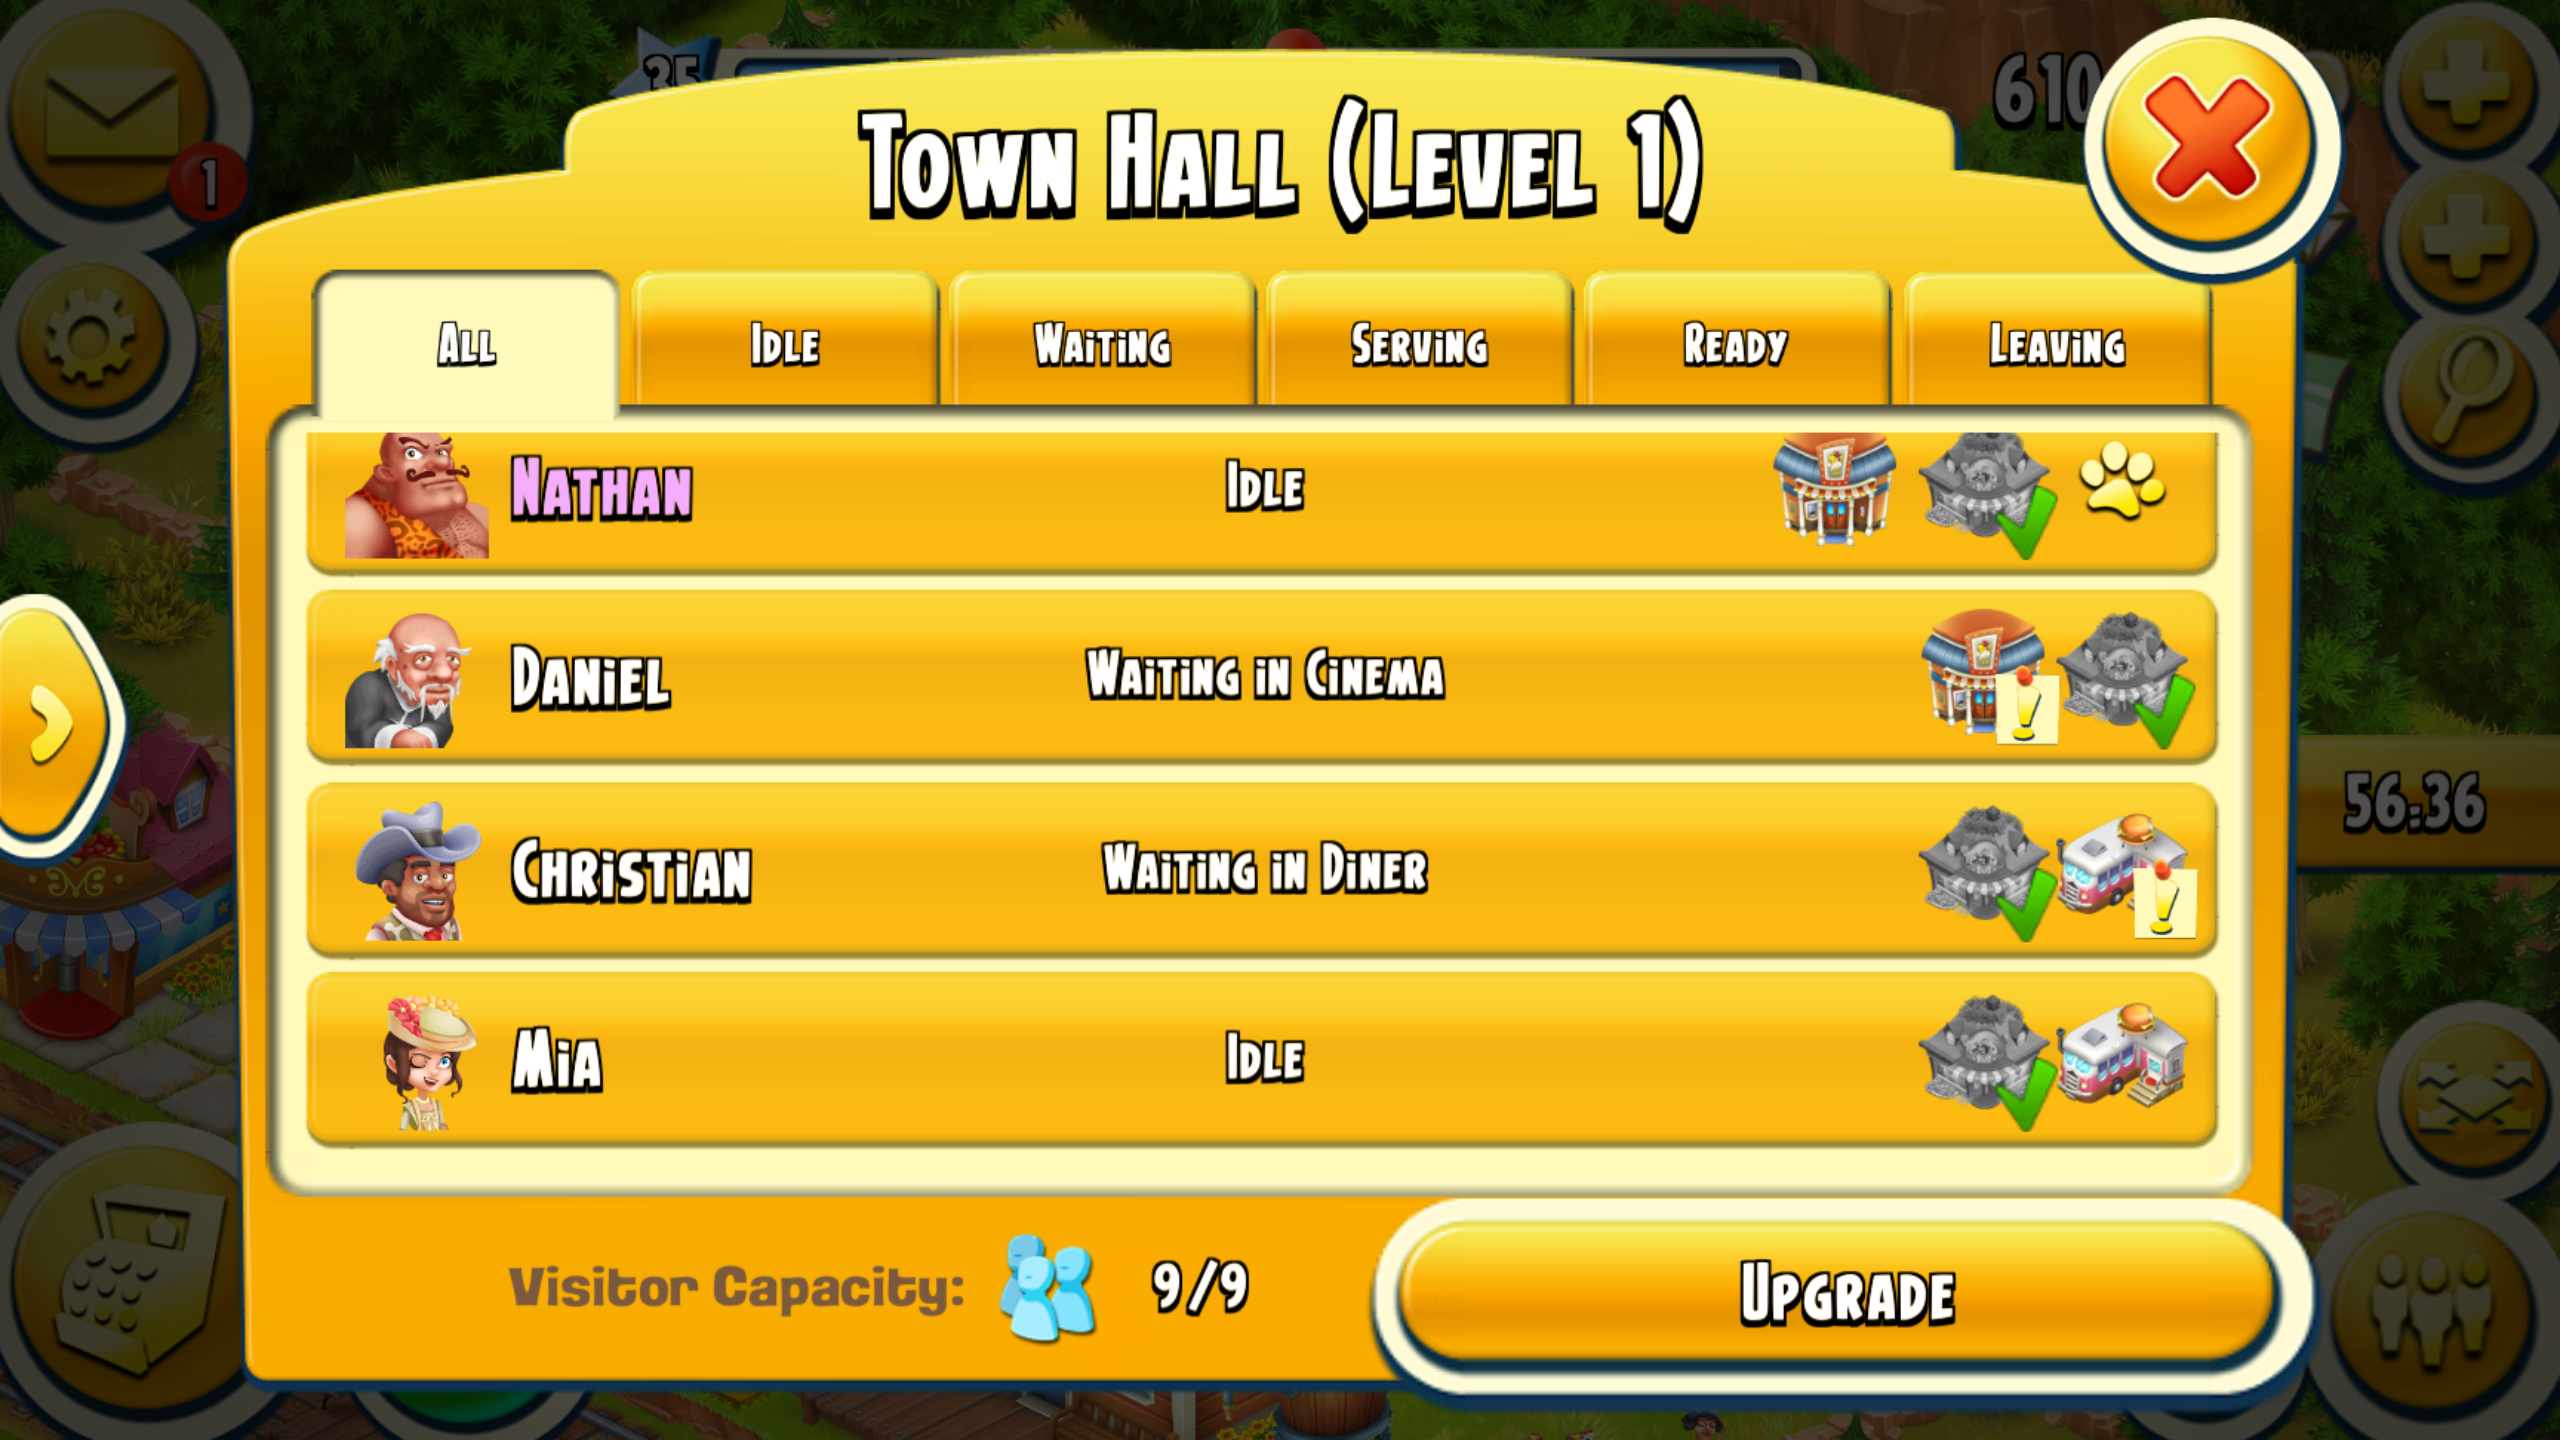 1
35
610
TOWN HALL (LEVEL 1)
ALL
IDLE
WAITING
SERVING
READY
LEAVING
NATHAN
IDLE
DANIEL
WAITING IN CINEMA
CHRISTIAN
WAITING IN DINER
MIA
IDLE
56:36
Visitor Capacity:
9/9
UPGRADE